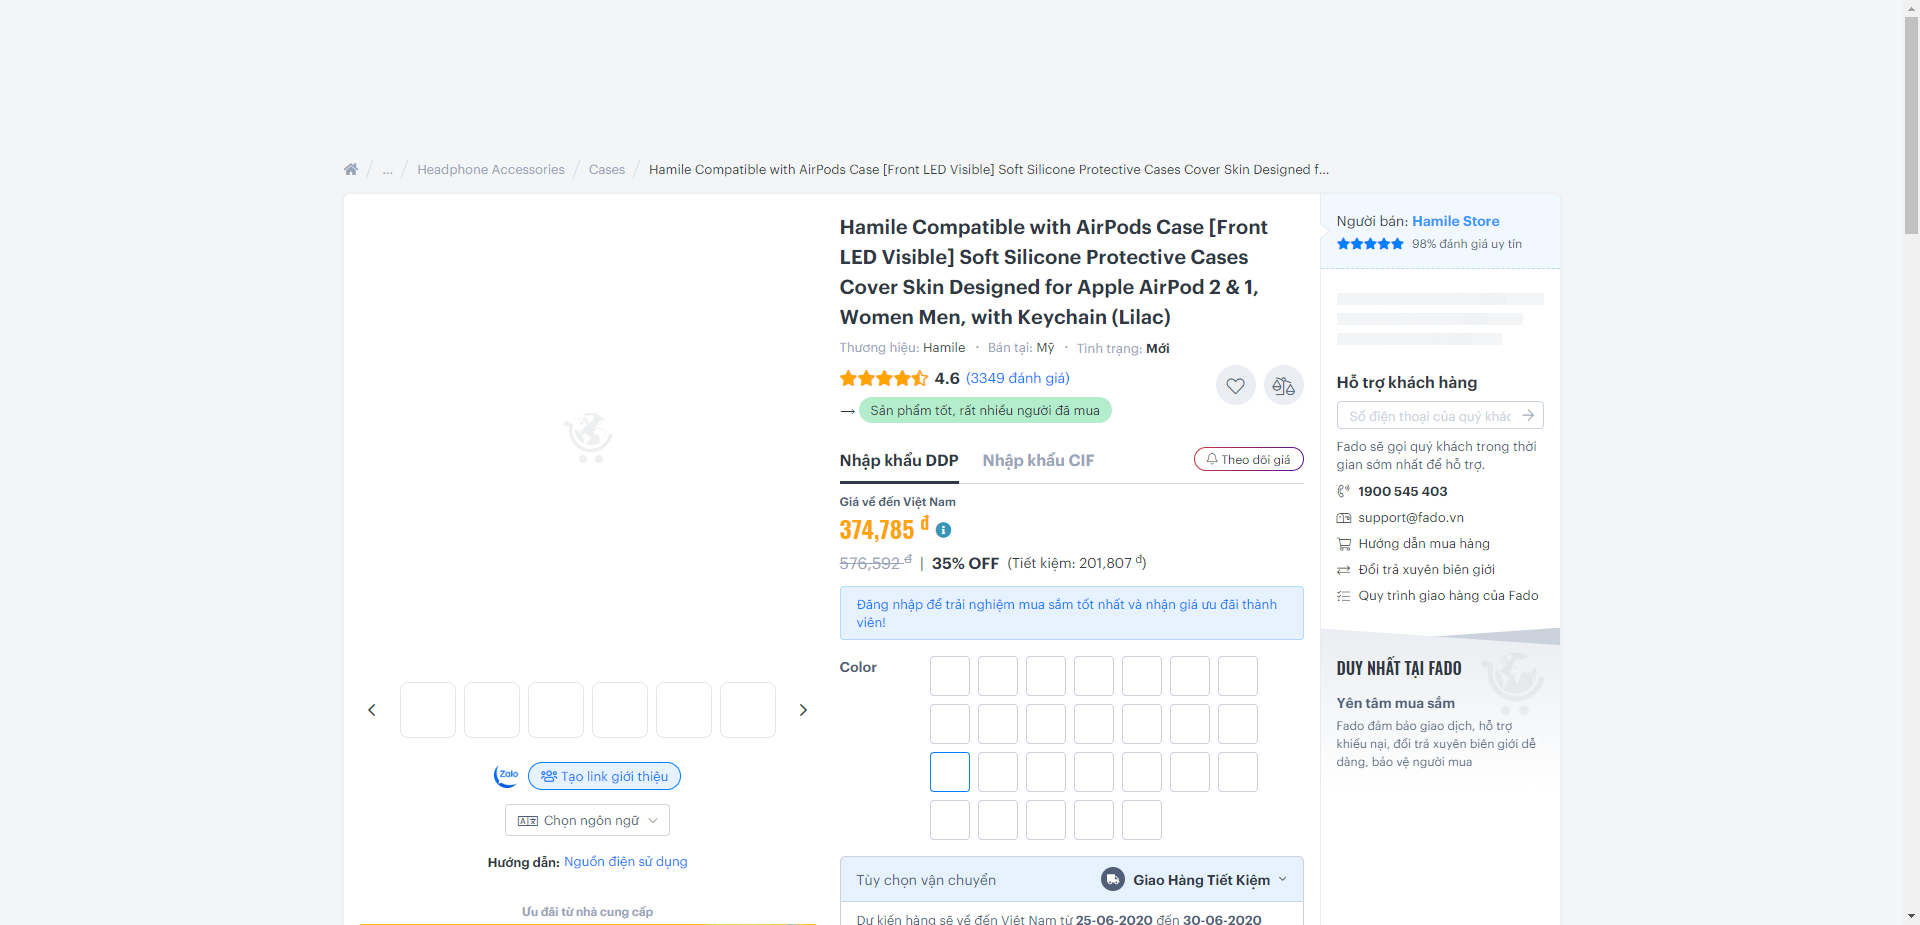 ... Headphone Accessories Cases Hamile Compatible with AirPods Case [Front LED Visible] Soft Silicone Protective Cases Cover Skin Designed f...
Hamile Compatible with AirPods Case [Front
LED Visible] Soft Silicone Protective Cases
Cover Skin Designed for Apple AirPod 2 & 1,
Women Men, with Keychain (Lilac)
Thương hiệu: Hamile · Bán tại: Mỹ · Tình trạng: Mới
4.6 (3349 đánh giá)
→ Sản phẩm tốt, rất nhiều người đã mua
Nhập khẩu DDP Nhập khẩu CIF Theo dõi giá
Giá về đến Việt Nam
374,785 đ
576,592 đ | 35% OFF (Tiết kiệm: 201,807 đ)
Đăng nhập để trải nghiệm mua sắm tốt nhất và nhận giá ưu đãi thành
viên!
Color
Tùy chọn vận chuyển Giao Hàng Tiết Kiệm
Dự kiến hàng sẽ về đến Việt Nam từ 25-06-2020 đến 30-06-2020
Zalo Tạo link giới thiệu
Chọn ngôn ngữ
Hướng dẫn: Nguồn điện sử dụng
Ưu đãi từ nhà cung cấp
Người bán: Hamile Store
98% đánh giá uy tín
Hỗ trợ khách hàng
Số điện thoại của quý khác
Fado sẽ gọi quý khách trong thời
gian sớm nhất để hỗ trợ.
1900 545 403
support@fado.vn
Hướng dẫn mua hàng
Đổi trả xuyên biên giới
Quy trình giao hàng của Fado
DUY NHẤT TẠI FADO
Yên tâm mua sắm
Fado đảm bảo giao dịch, hỗ trợ
khiếu nại, đổi trả xuyên biên giới dễ
dàng, bảo vệ người mua